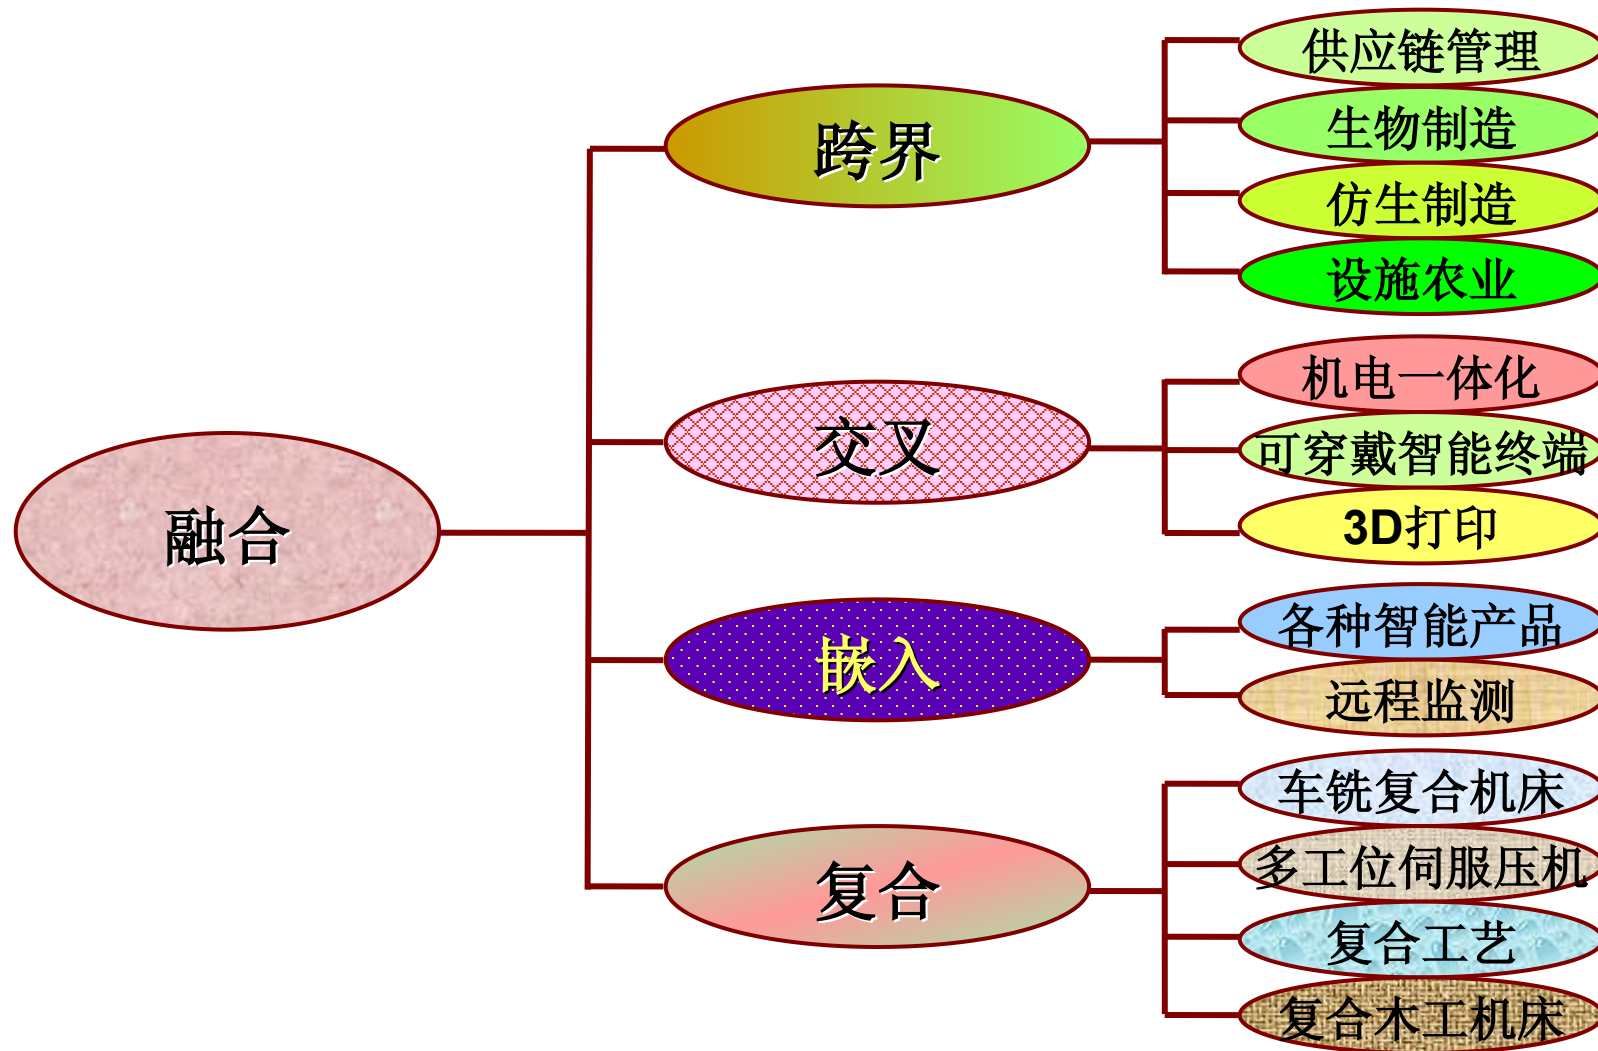 融合
跨界
供应链管理
生物制造
仿生制造
设施农业
交叉
机电一体化
可穿戴智能终端
3D打印
嵌入
各种智能产品
远程监测
复合
车铣复合机床
多工位伺服压机
复合工艺
复合木工机床